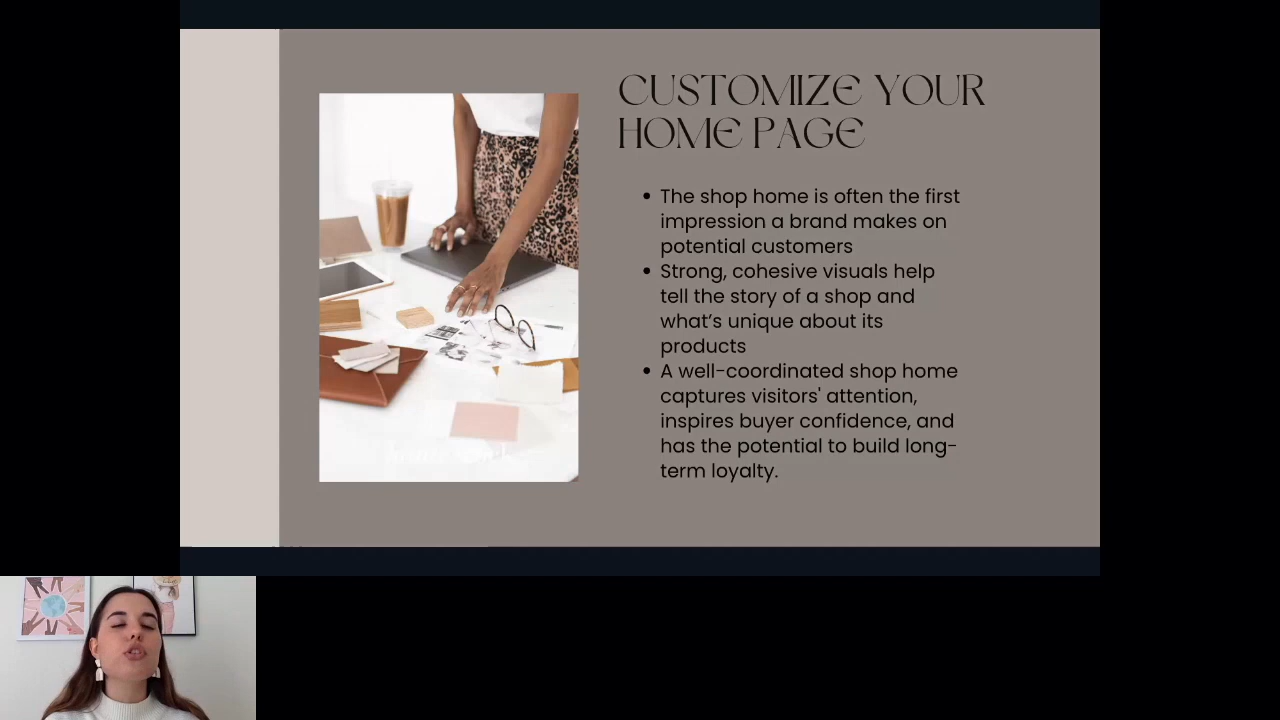 CUSTOMIZE YOUR
HOME PAGE
• The shop home is often the first
impression a brand makes on
potential customers
• Strong, cohesive visuals help
tell the story of a shop and
what's unique about its
products
• A well-coordinated shop home
captures visitors' attention,
inspires buyer confidence, and
has the potential to build long-
term loyalty.